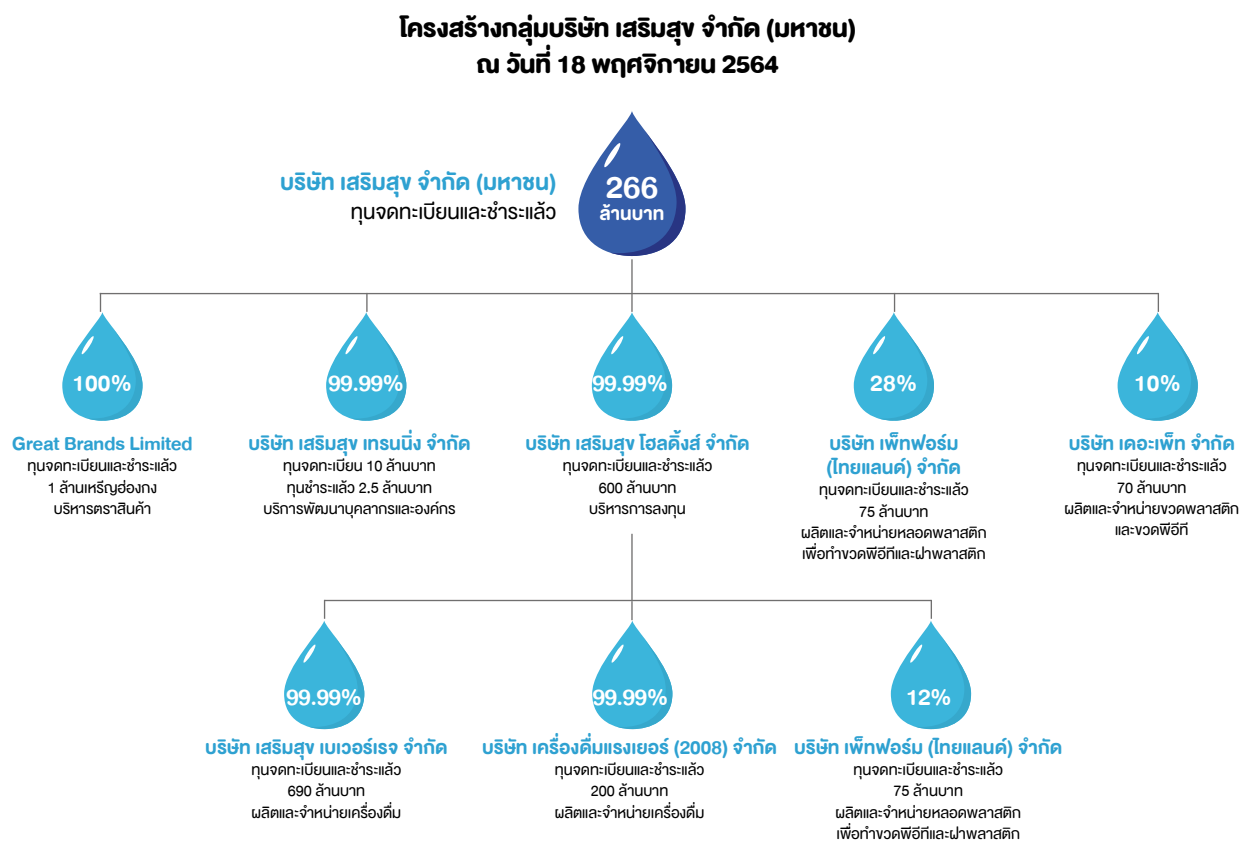 โครงสร้างกลุ่มบริษัท เสริมสุข จำกัด (มหาชน)
ณ วันที่ 18 พฤศจิกายน 2564
บริษัท เสริมสุข จำกัด (มหาชน)
ทุนจดทะเบียนและชำระแล้ว
266
ล้านบาท
100%
Great Brands Limited
ทุนจดทะเบียนและชำระแล้ว
1 ล้านเหรียญฮ่องกง
บริหารตราสินค้า
99.99%
บริษัท เสริมสุข เทรนนิ่ง จำกัด
ทุนจดทะเบียน 10 ล้านบาท
ทุนชำระแล้ว 2.5 ล้านบาท
บริการพัฒนาบุคลากรและองค์กร
99.99%
บริษัท เสริมสุข โฮลดิ้งส์ จำกัด
ทุนจดทะเบียนและชำระแล้ว
600 ล้านบาท
บริหารการลงทุน
28%
บริษัท เพ็ทฟอร์ม
(ไทยแลนด์) จำกัด
ทุนจดทะเบียนและชำระแล้ว
75 ล้านบาท
ผลิตและจำหน่ายหลอดพลาสติก
เพื่อทำขวดพีอีทีและฝาพลาสติก
10%
บริษัท เดอะเพ็ท จำกัด
ทุนจดทะเบียนและชำระแล้ว
70 ล้านบาท
ผลิตและจำหน่ายขวดพลาสติก
และขวดพีอีที
99.99%
บริษัท เสริมสุข เบเวอร์เรจ จำกัด
ทุนจดทะเบียนและชำระแล้ว
690 ล้านบาท
ผลิตและจำหน่ายเครื่องดื่ม
99.99%
บริษัท เครื่องดื่มแรงเยอร์ (2008) จำกัด
ทุนจดทะเบียนและชำระแล้ว
200 ล้านบาท
ผลิตและจำหน่ายเครื่องดื่ม
12%
บริษัท เพ็ทฟอร์ม (ไทยแลนด์) จำกัด
ทุนจดทะเบียนและชำระแล้ว
75 ล้านบาท
ผลิตและจำหน่ายหลอดพลาสติก
เพื่อทำขวดพีอีทีและฝาพลาสติก